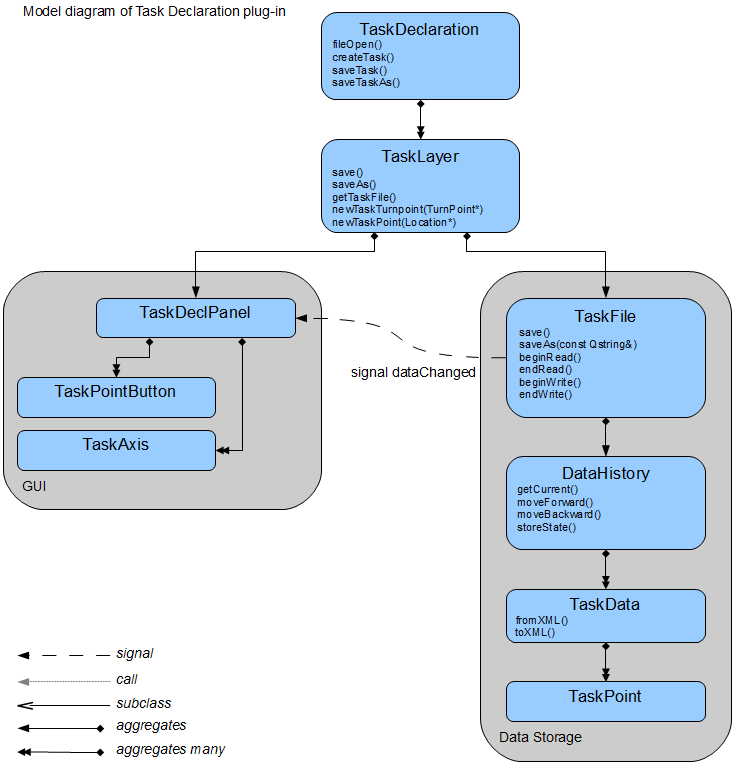 Model diagram of Task Declaration plug-in
TaskDeclaration
fileOpen()
createTask()
saveTask()
saveTaskAs()
TaskLayer
save()
saveAs()
getTaskFile()
newTaskTurnpoint(TurnPoint*)
newTaskPoint(Location*)
TaskDeclPanel
TaskPointButton
TaskAxis
GUI
signal dataChanged
TaskFile
save()
saveAs(const Qstring&)
beginRead()
endRead()
beginWrite()
endWrite()
DataHistory
getCurrent()
moveForward()
moveBackward()
storeState()
TaskData
fromXML()
toXML()
TaskPoint
Data Storage
signal
call
subclass
aggregates
aggregates many